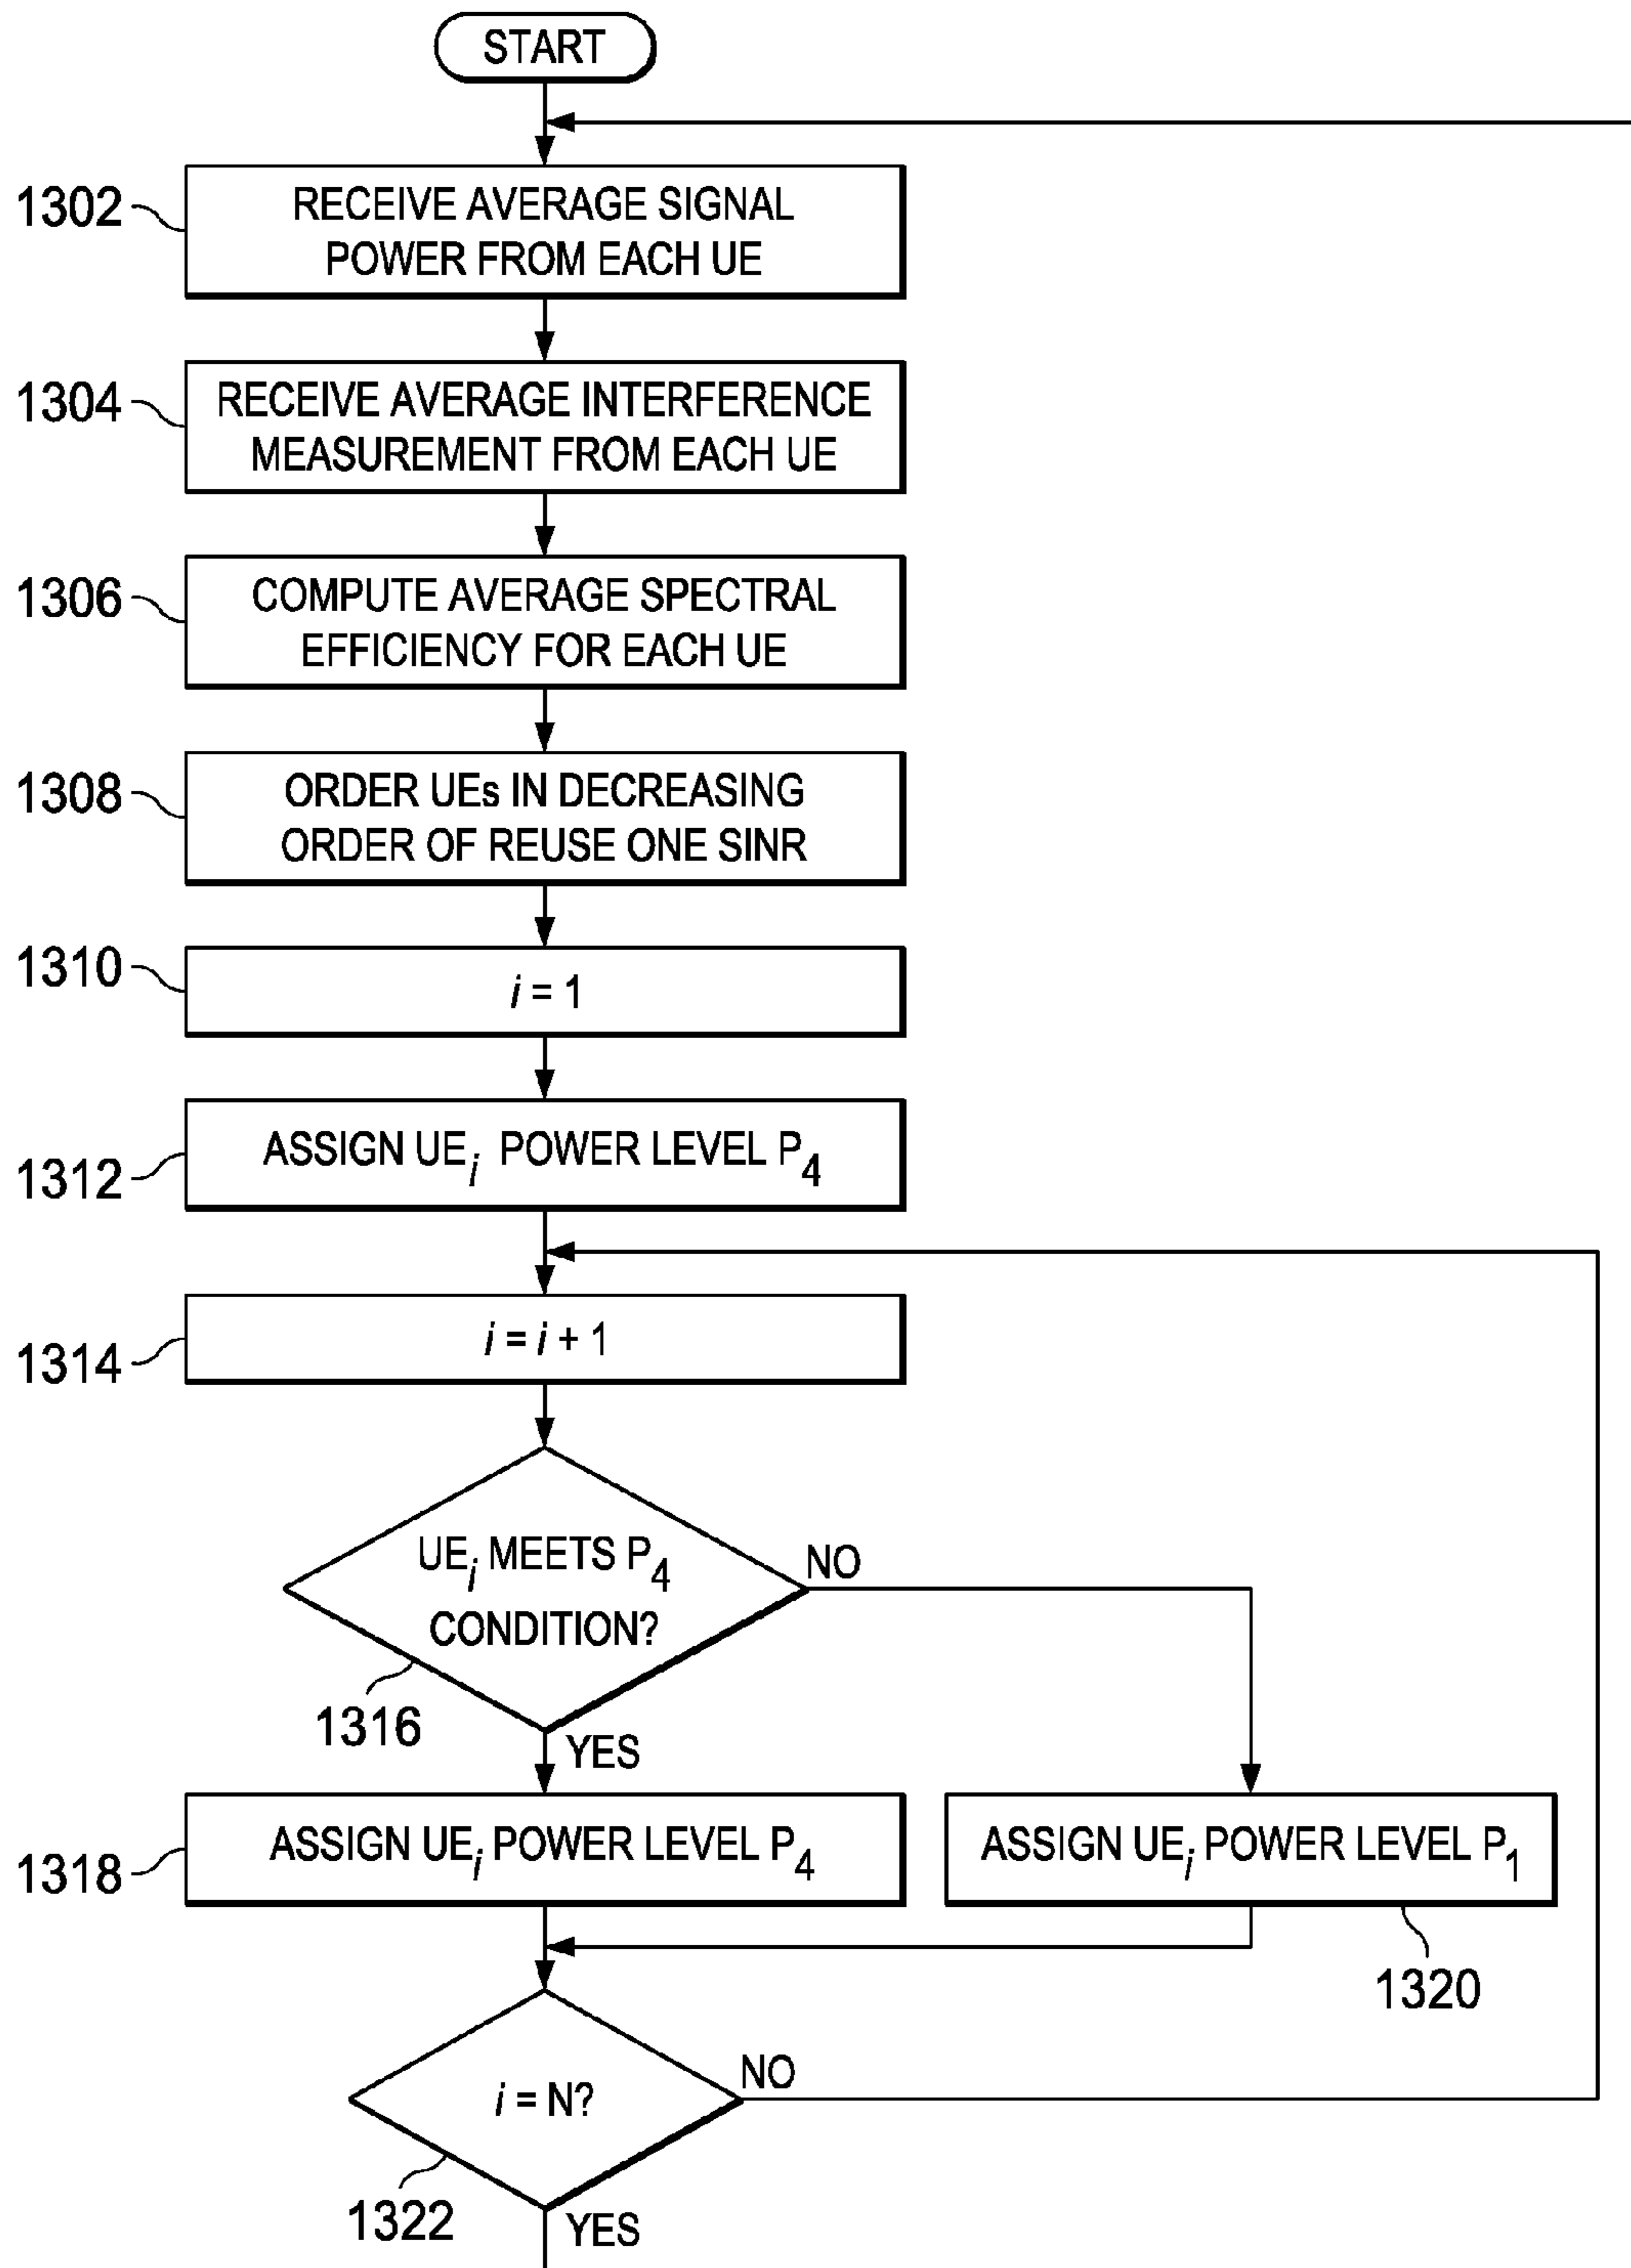 START
1302
RECEIVE AVERAGE SIGNAL
POWER FROM EACH UE
1304
RECEIVE AVERAGE INTERFERENCE
MEASUREMENT FROM EACH UE
1306
COMPUTE AVERAGE SPECTRAL
EFFICIENCY FOR EACH UE
1308
ORDER UEs IN DECREASING
ORDER OF REUSE ONE SINR
1310
i = 1
1312
ASSIGN UEi POWER LEVEL P4
1314
i = i + 1
UEi MEETS P4
CONDITION?
NO
1316
YES
1318
ASSIGN UEi POWER LEVEL P4
ASSIGN UEi POWER LEVEL P1
1320
i = N?
NO
1322
YES